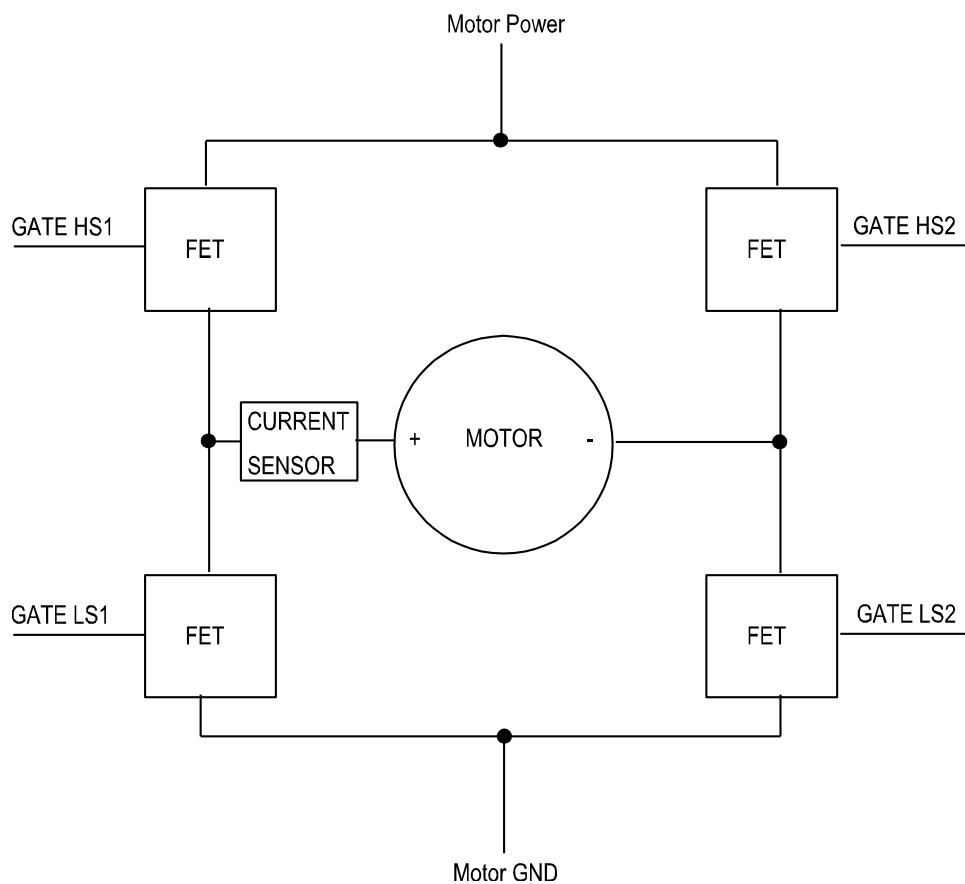 Motor Power
GATE HS1
FET
FET
GATE HS2
CURRENT
SENSOR
+
MOTOR
-
GATE LS1
FET
FET
GATE LS2
Motor GND